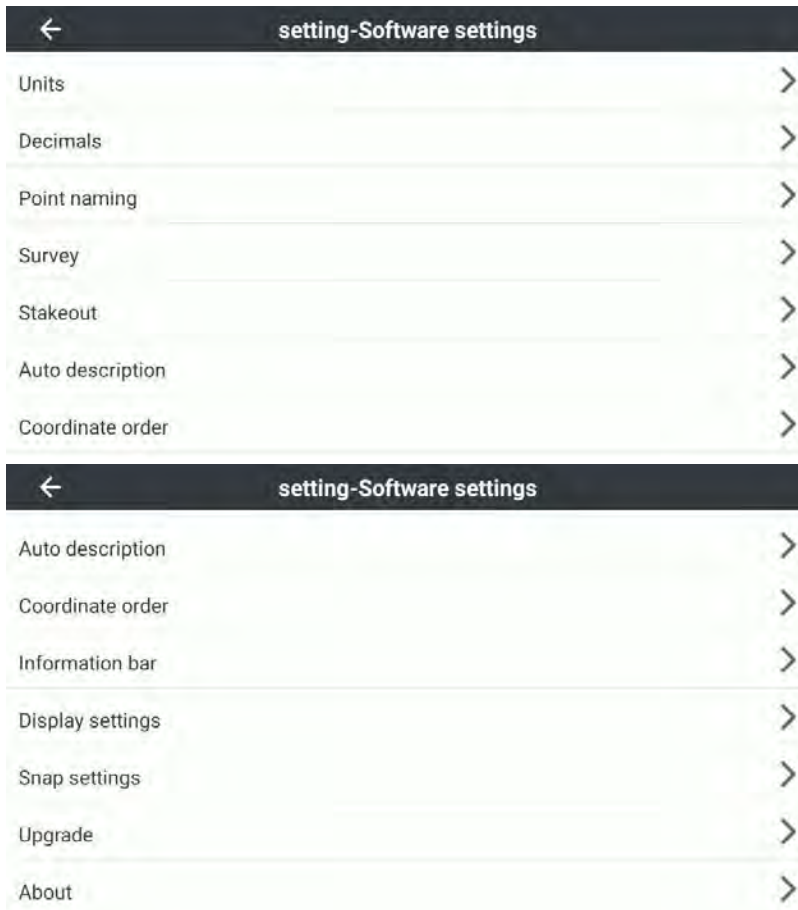 setting-Software settings
Units
Decimals
Point naming
Survey
Stakeout
Auto description
Coordinate order
setting-Software settings
Auto description
Coordinate order
Information bar
Display settings
Snap settings
Upgrade
About